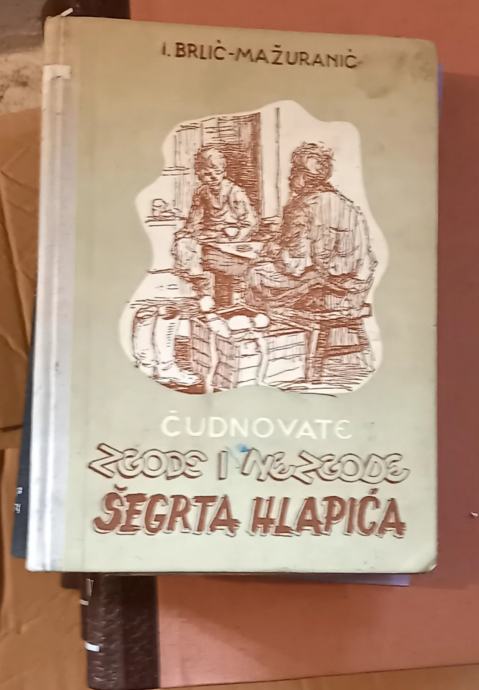 I. BRLIĆ-MAŽURANIĆ
ČUDNOVATE
ZGODE I NEZGODE
ŠEGRTA HLAPIĆA